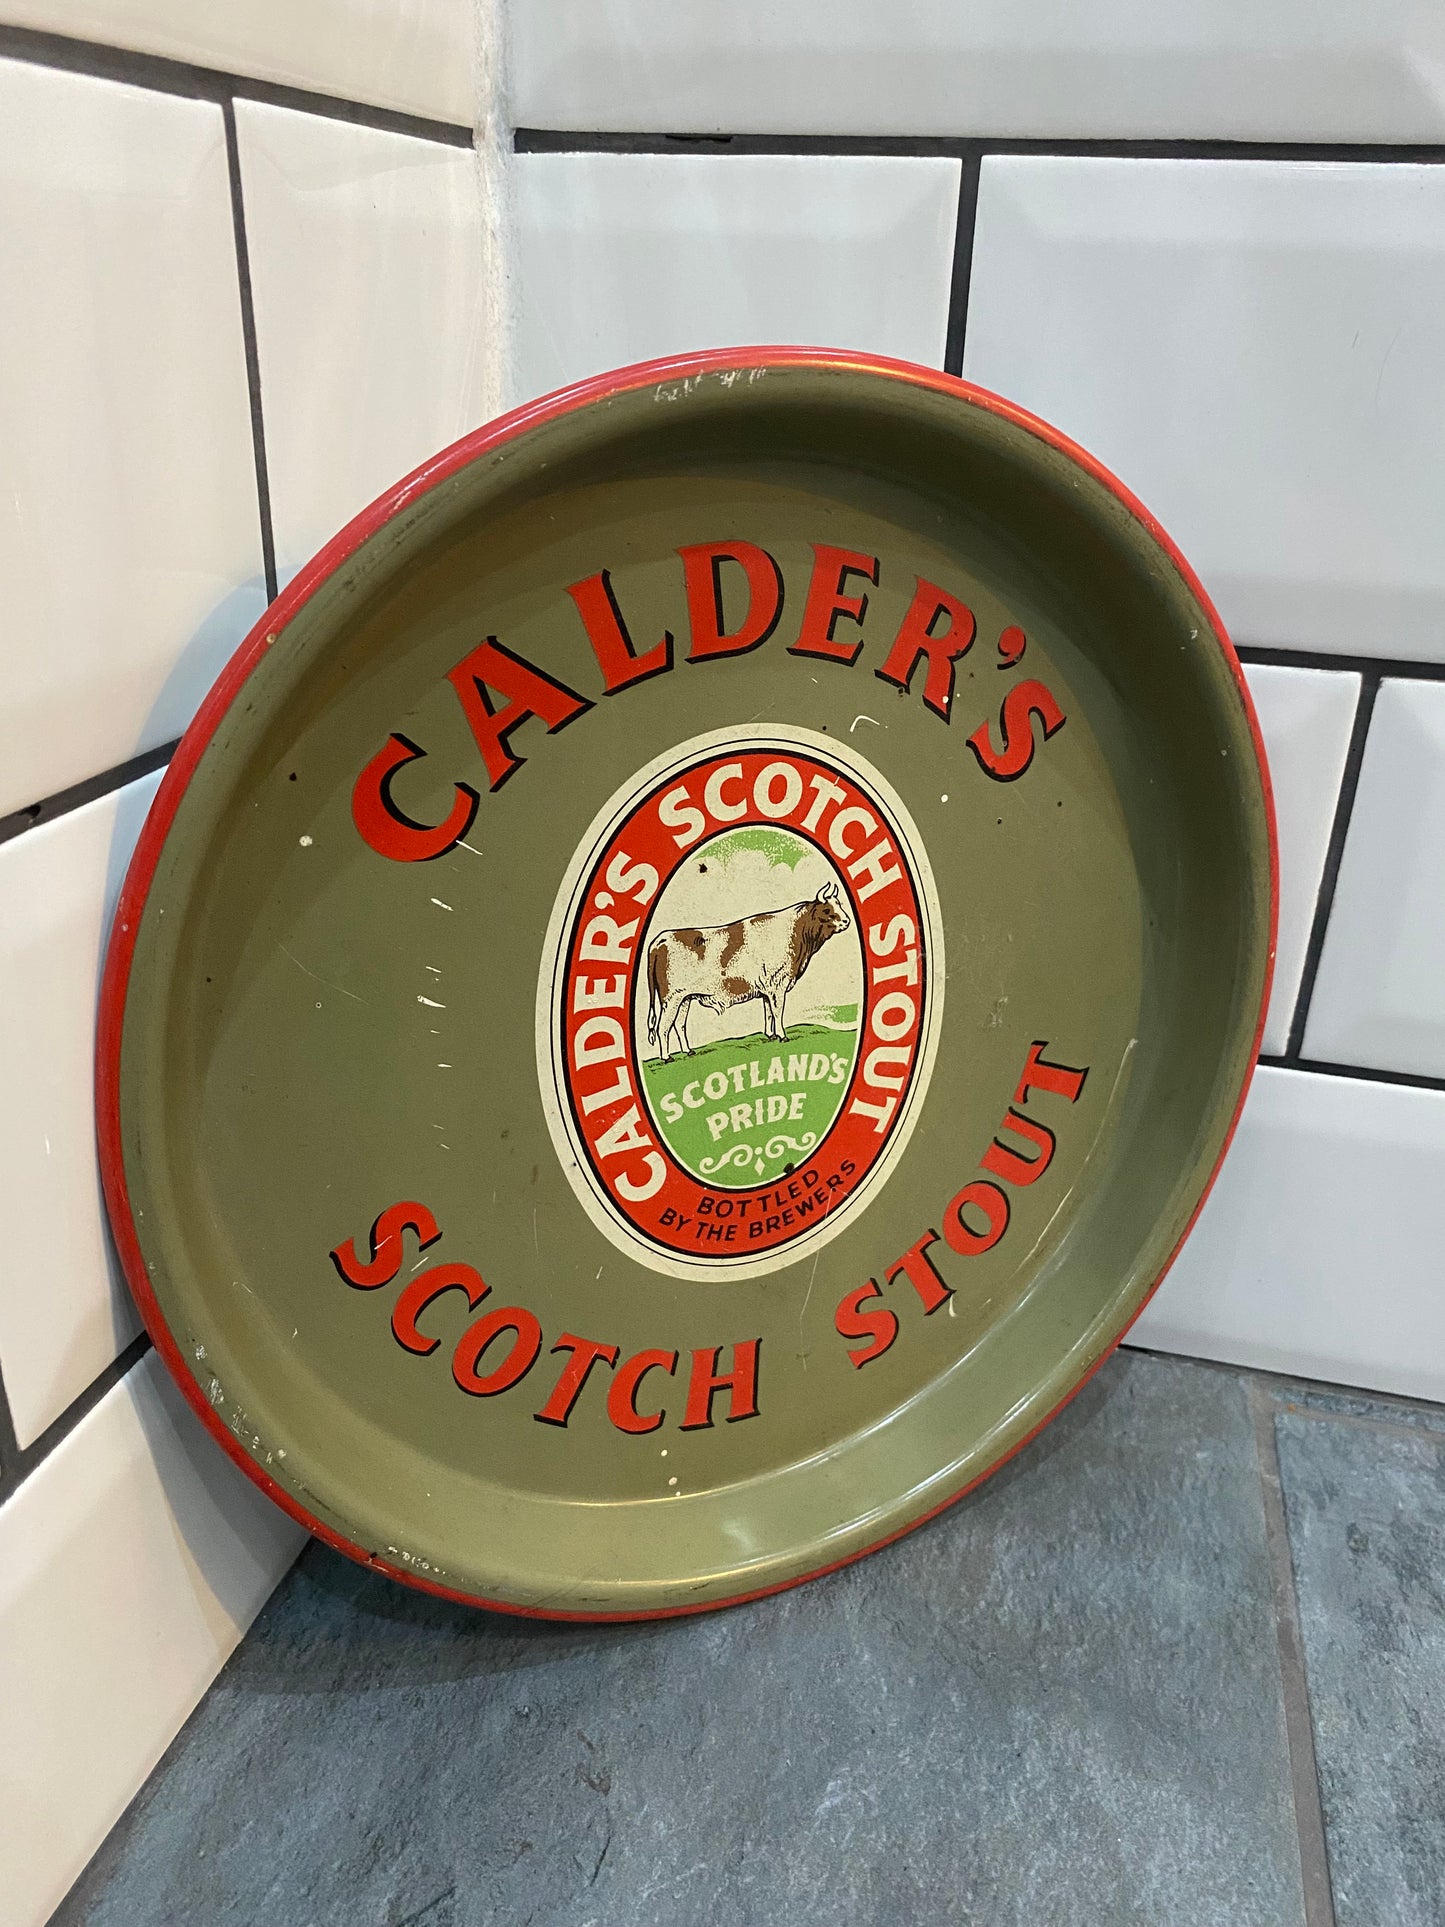 CALDER'S
CALDER'S SCOTCH STOUT
SCOTLAND'S
PRIDE
BOTTLED
BY THE BREWERS
SCOTCH STOUT